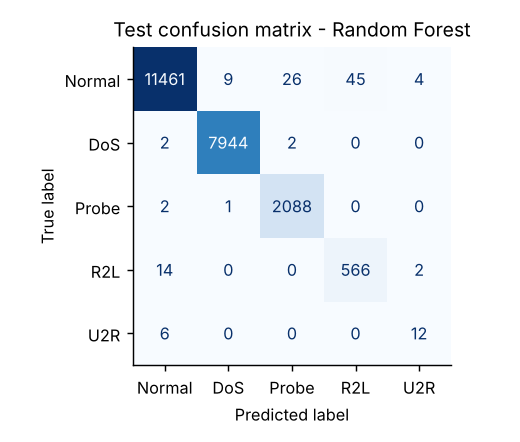 Test confusion matrix - Random Forest
Normal 11461 9 26 45 4
DoS 2 7944 2 0 0
Probe 2 1 2088 0 0
R2L 14 0 0 566 2
U2R 6 0 0 0 12
True label
Normal DoS Probe R2L U2R
Predicted label